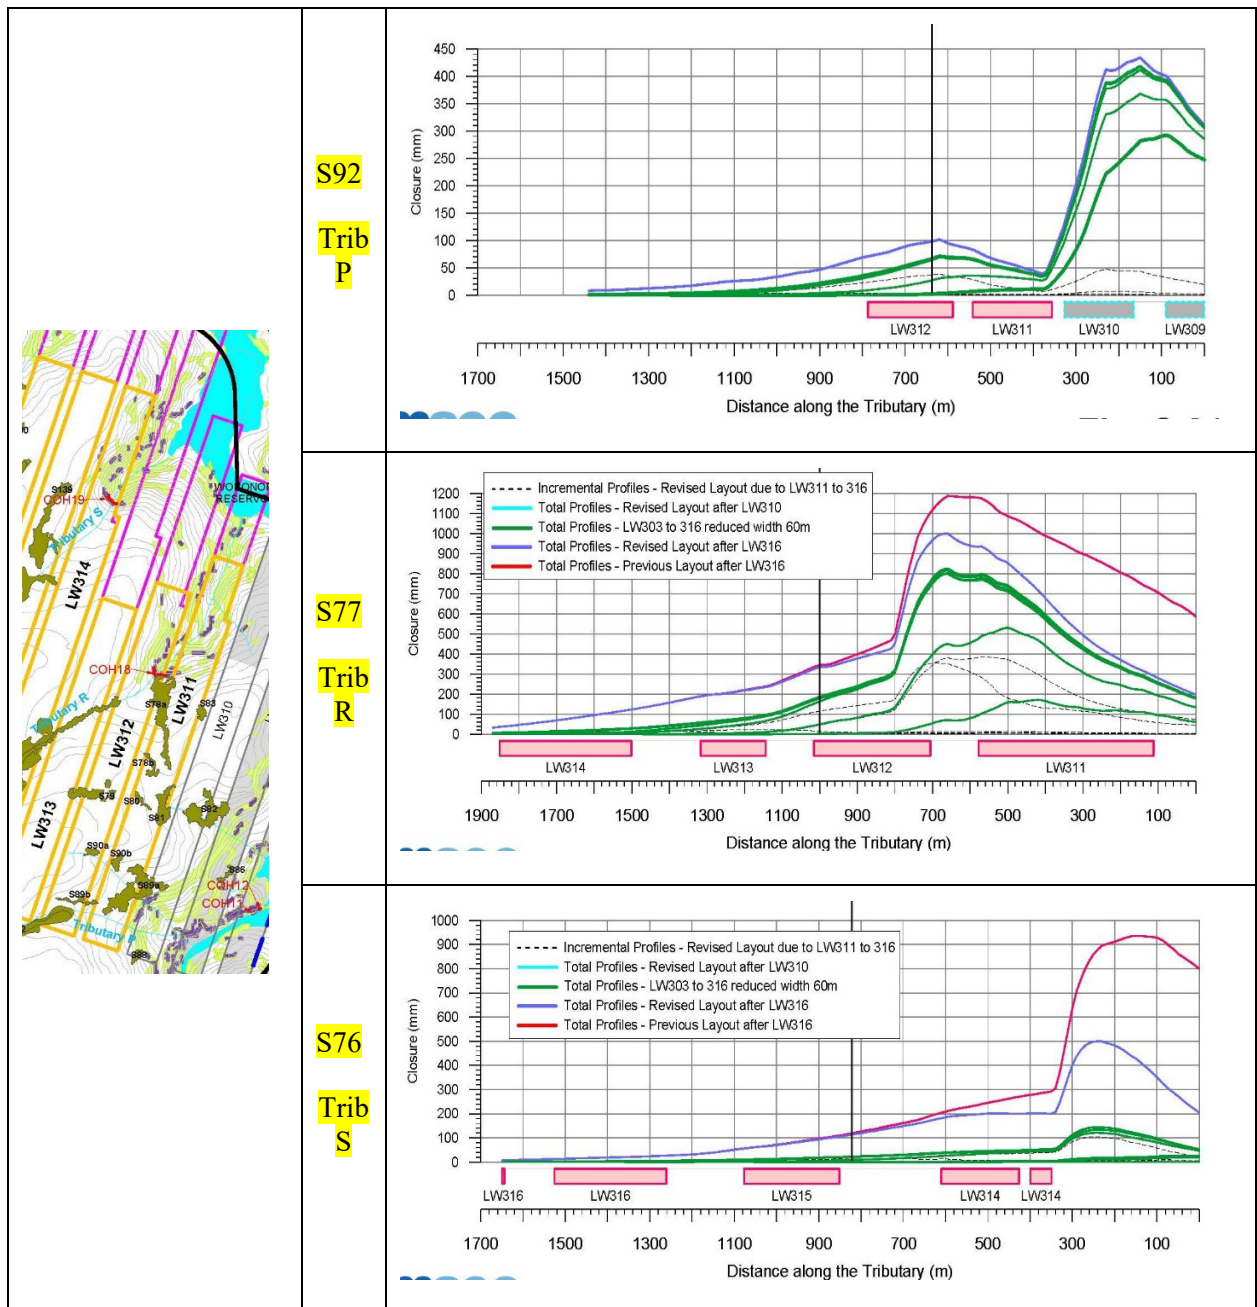 S139
COH19
Tributary S
WORONOR
RESERVO
LW314
COH18
Tributary R
S78a
LW311
S83
LW310
LW312
S78b
S79
S80
S81
S82
LW313
S90a
S90b
S86
COH12
COH11
S89a
S89b
Tributary P
S88
S92
Trib
P
450
400
350
300
250
200
150
100
50
0
Closure (mm)
LW312
LW311
LW310
LW309
1700 1500 1300 1100 900 700 500 300 100
Distance along the Tributary (m)
S77
Trib
R
Incremental Profiles - Revised Layout due to LW311 to 316
Total Profiles - Revised Layout after LW310
Total Profiles - LW303 to 316 reduced width 60m
Total Profiles - Revised Layout after LW316
Total Profiles - Previous Layout after LW316
1200
1100
1000
900
800
700
600
500
400
300
200
100
0
Closure (mm)
LW314
LW313
LW312
LW311
1900 1700 1500 1300 1100 900 700 500 300 100
Distance along the Tributary (m)
S76
Trib
S
Incremental Profiles - Revised Layout due to LW311 to 316
Total Profiles - Revised Layout after LW310
Total Profiles - LW303 to 316 reduced width 60m
Total Profiles - Revised Layout after LW316
Total Profiles - Previous Layout after LW316
1000
900
800
700
600
500
400
300
200
100
0
Closure (mm)
LW316
LW316
LW315
LW314
LW314
1700 1500 1300 1100 900 700 500 300 100
Distance along the Tributary (m)